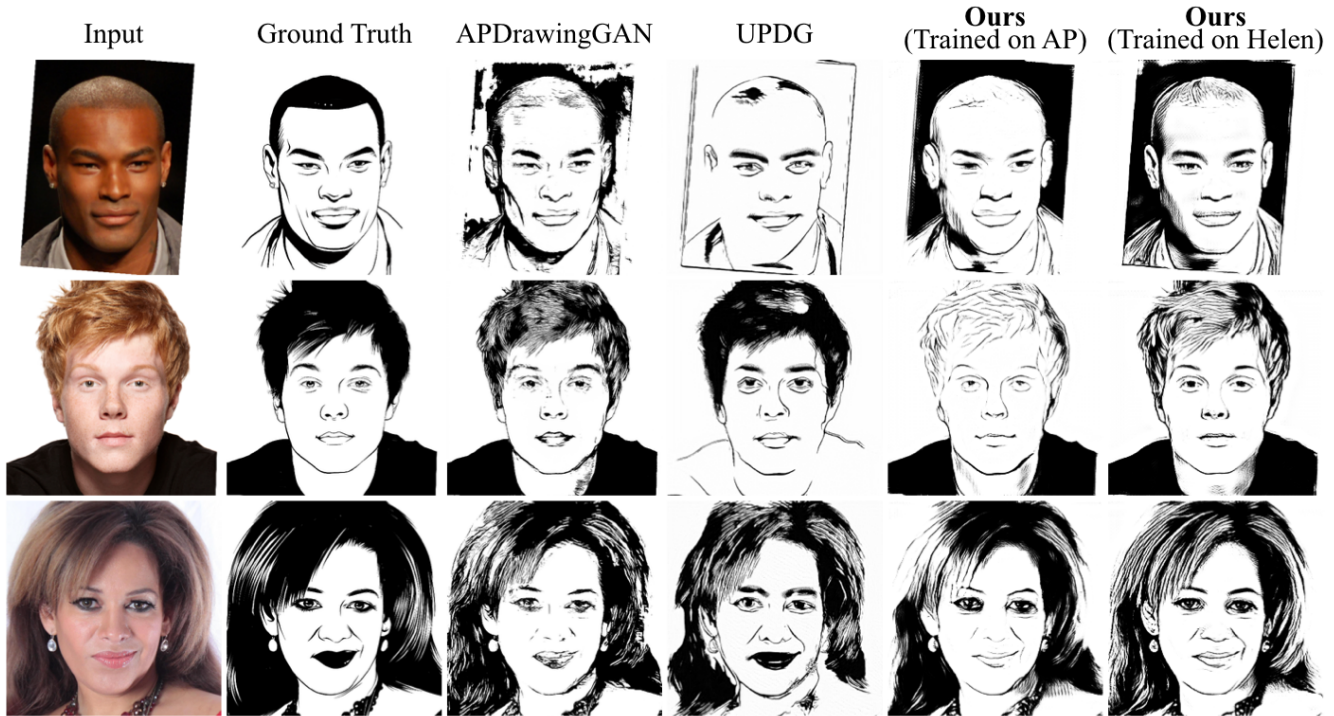 Input
Ground Truth
APDrawingGAN
UPDG
Ours
(Trained on AP)
Ours
(Trained on Helen)